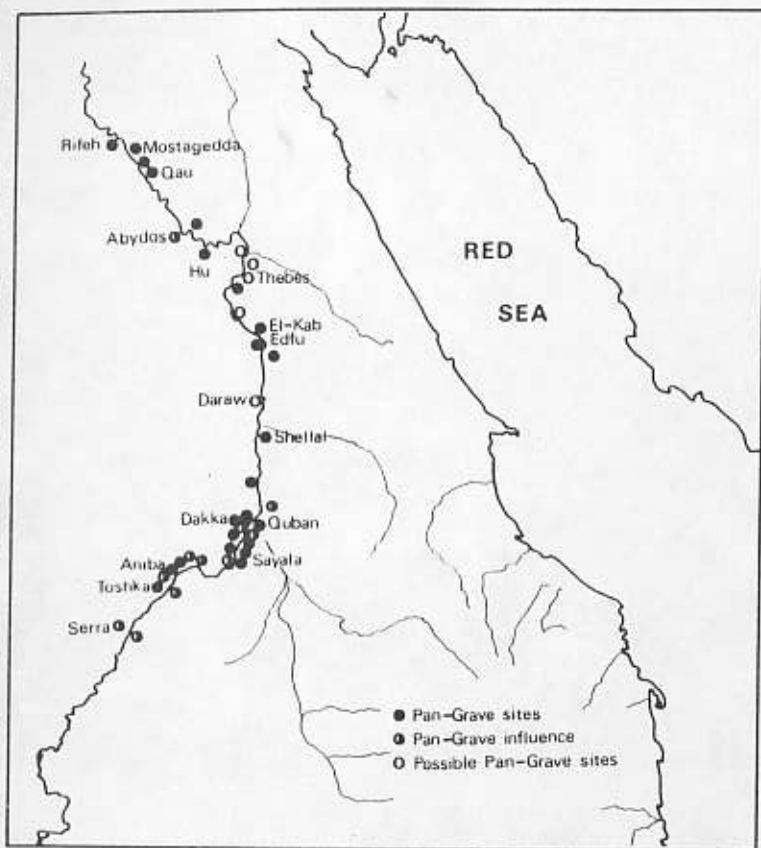 Rifeh
Mostagedda
Qau
Abydos
Hu
RED
SEA
Thebes
El-Kab
Edfu
Daraw
Shellal
Dakka
Quban
Aniba
Sayala
Toshka
Serra
Pan-Grave sites
Pan-Grave influence
Possible Pan-Grave sites